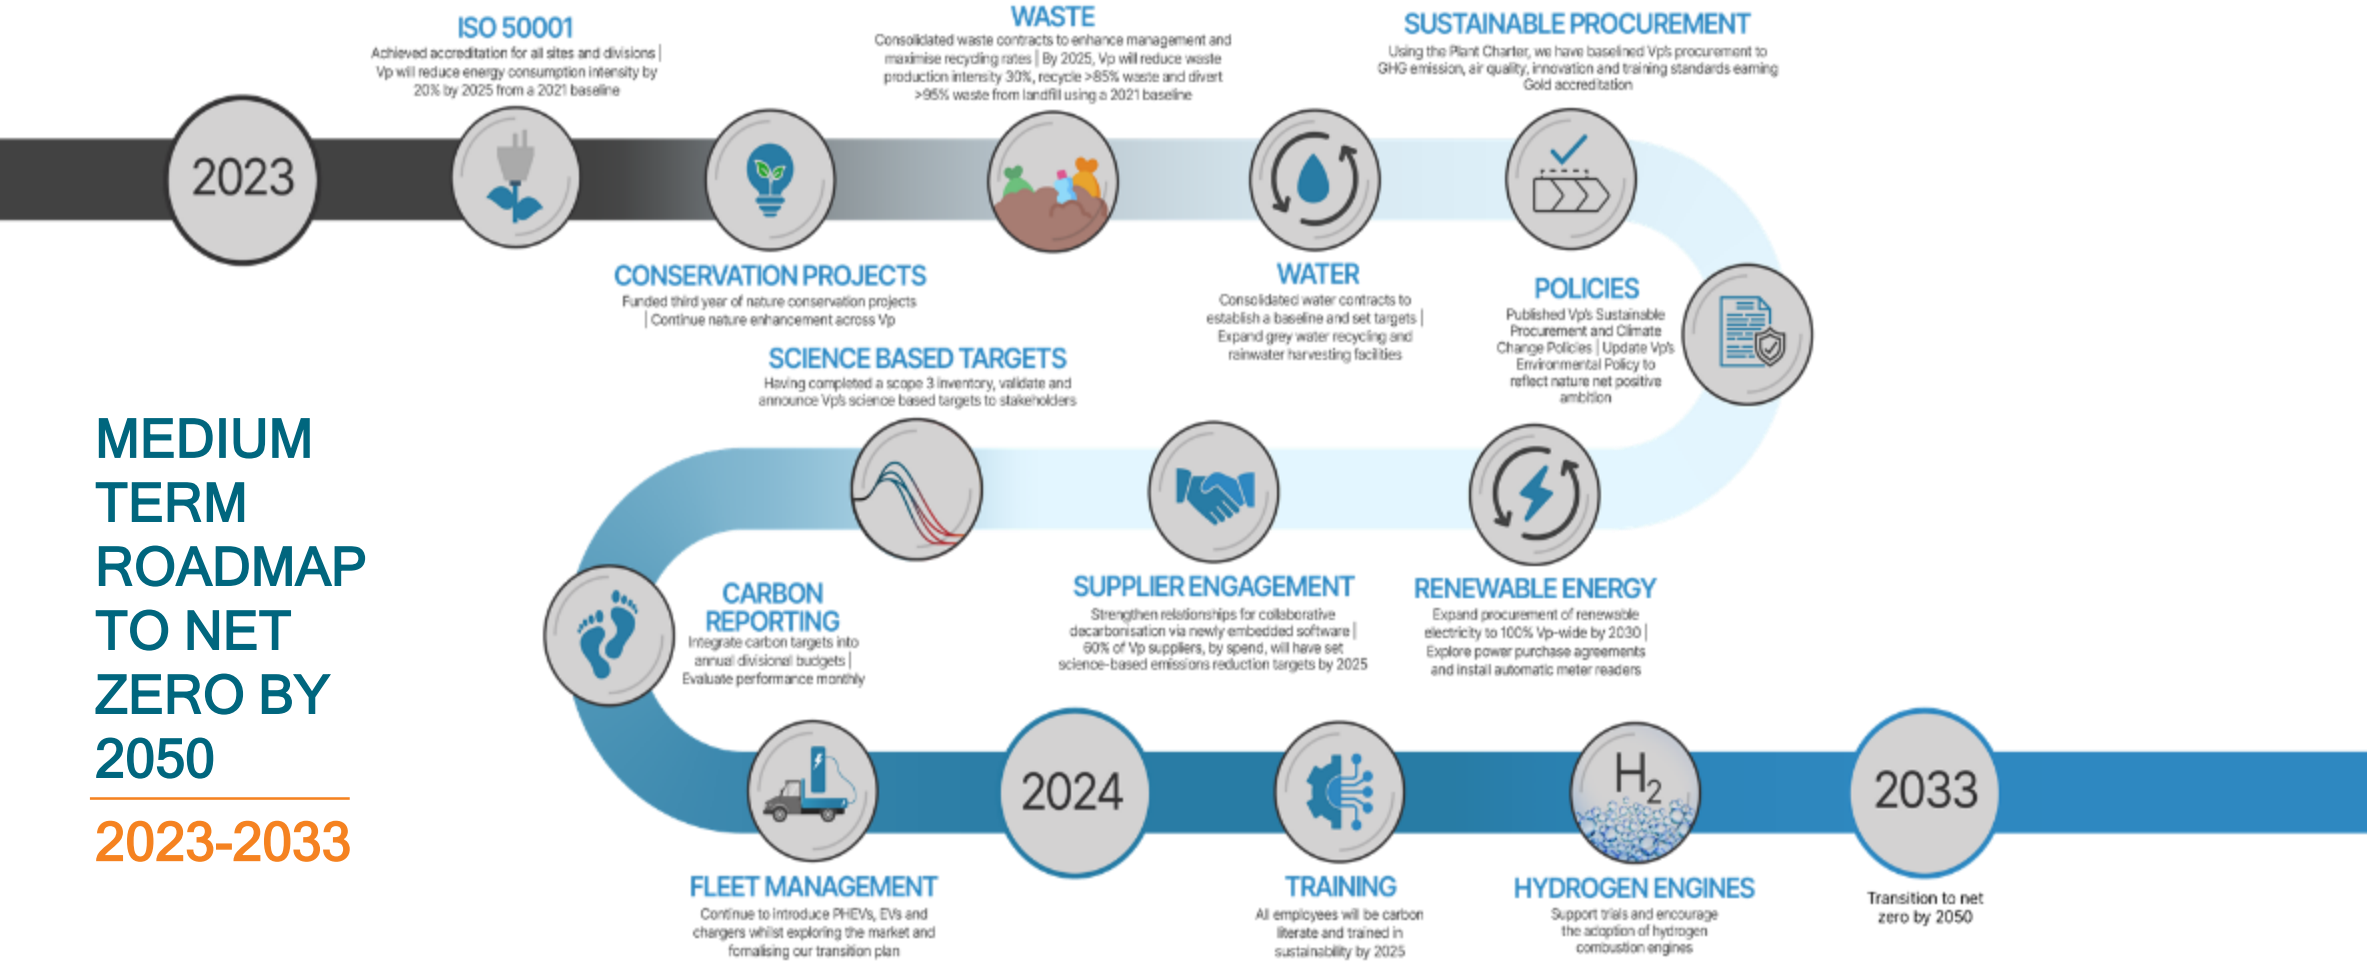 MEDIUM
TERM
ROADMAP
TO NET
ZERO BY
2050
2023-2033
2023
ISO 50001
Achieved accreditation for all sites and divisions |
Vp will reduce energy consumption intensity by
20% by 2025 from a 2021 baseline
CONSERVATION PROJECTS
Funded third year of nature conservation projects
| Continue nature enhancement across Vp
WASTE
Consolidated waste contracts to enhance management and
maximise recycling rates | By 2025, Vp will reduce waste
production intensity 30%, recycle >85% waste and divert
>95% waste from landfill using a 2021 baseline
WATER
Consolidated water contracts to
establish a baseline and set targets |
Expand grey water recycling and
rainwater harvesting facilities
SUSTAINABLE PROCUREMENT
Using the Plant Charter, we have baselined Vp's procurement to
GHG emission, air quality, innovation and training standards earning
Gold accreditation
POLICIES
Published Vp's Sustainable
Procurement and Climate
Change Policies | Update Vp's
Environmental Policy to
reflect nature net positive
ambition
RENEWABLE ENERGY
Expand procurement of renewable
electricity to 100% Vp-wide by 2030 |
Explore power purchase agreements
and install automatic meter readers
SUPPLIER ENGAGEMENT
Strengthen relationships for collaborative
decarbonisation via newly embedded software |
60% of Vp suppliers, by spend, will have set
science-based emissions reduction targets by 2025
SCIENCE BASED TARGETS
Having completed a scope 3 inventory, validate and
announce Vp's science based targets to stakeholders
CARBON
REPORTING
Integrate carbon targets into
annual divisional budgets |
Evaluate performance monthly
FLEET MANAGEMENT
Continue to introduce PHEVs, EVs and
chargers whilst exploring the market and
formalising our transition plan
2024
TRAINING
All employees will be carbon
literate and trained in
sustainability by 2025
H2
HYDROGEN ENGINES
Support trials and encourage
the adoption of hydrogen
combustion engines
2033
Transition to net
zero by 2050